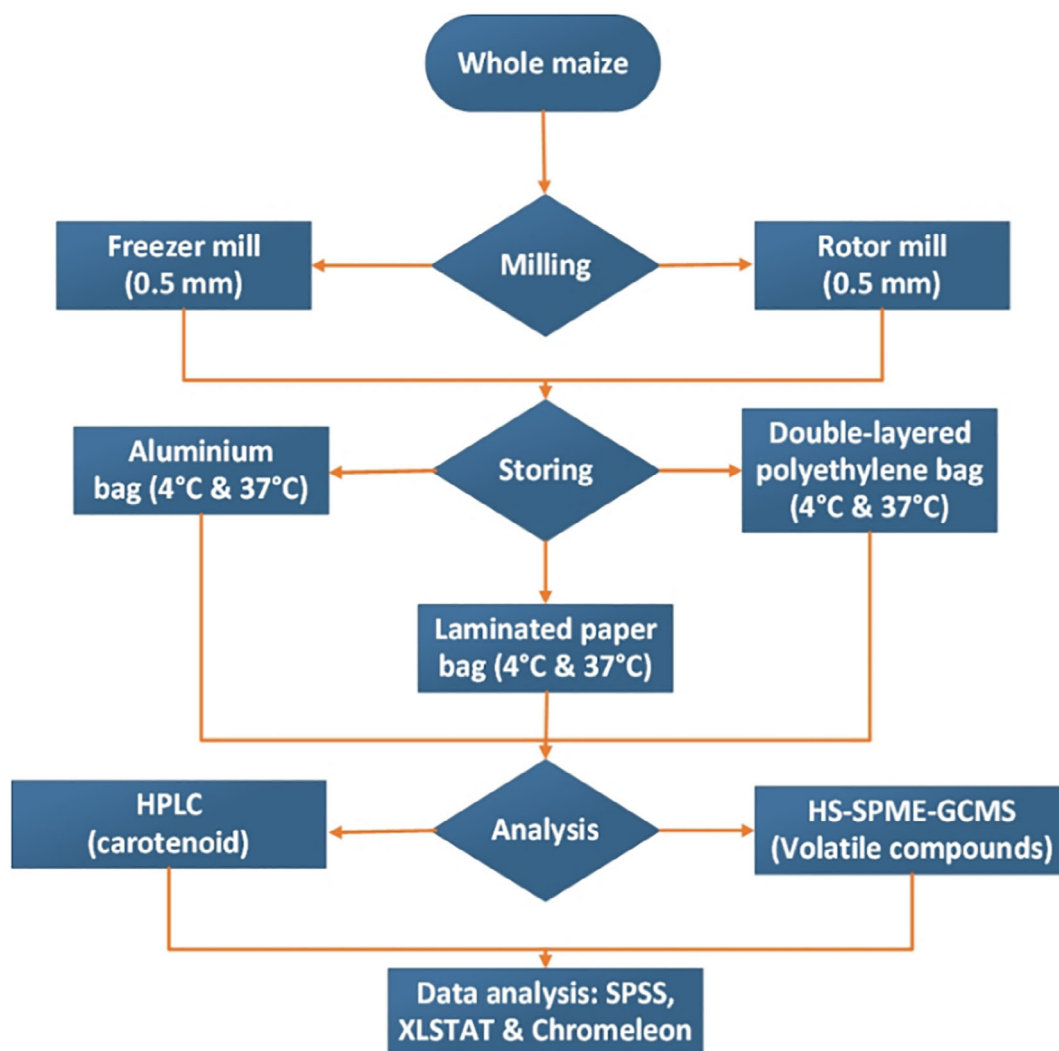 Whole maize
Freezer mill
(0.5 mm)
Milling
Rotor mill
(0.5 mm)
Aluminium
bag (4°C & 37°C)
Storing
Double-layered
polyethylene bag
(4°C & 37°C)
Laminated paper
bag (4°C & 37°C)
HPLC
(carotenoid)
Analysis
HS-SPME-GCMS
(Volatile compounds)
Data analysis: SPSS,
XLSTAT & Chromeleon